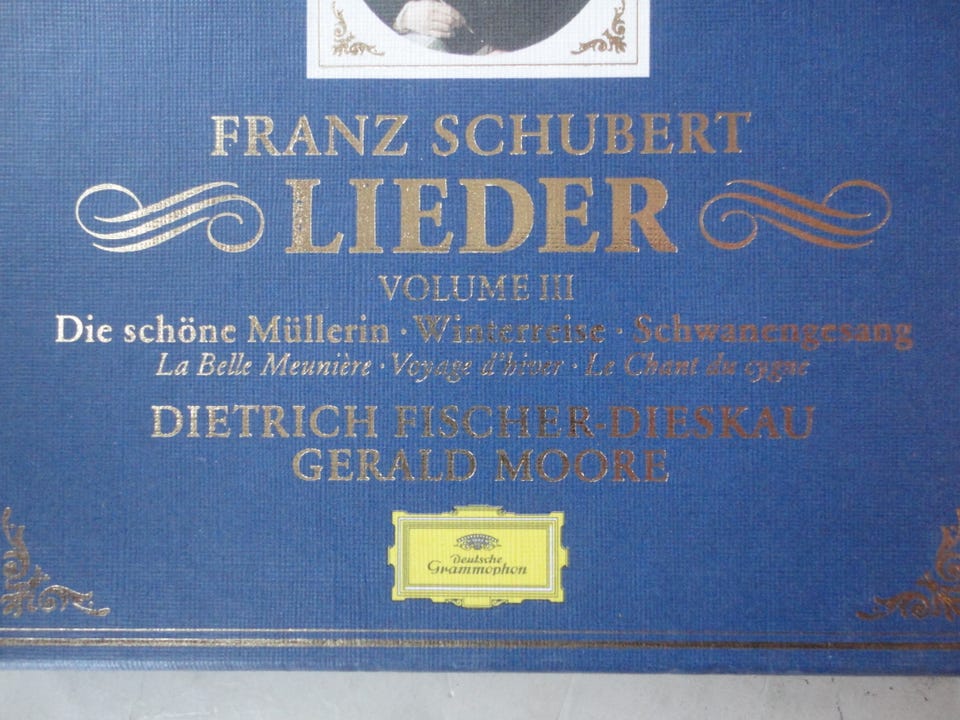 FRANZ SCHUBERT
LIEDER
VOLUME III
Die schöne Müllerin · Winterreise · Schwanengesang
La Belle Meunière · Voyage d'hiver · Le Chant du cygne
DIETRICH FISCHER-DIESKAU
GERALD MOORE
Deutsche
Grammophon